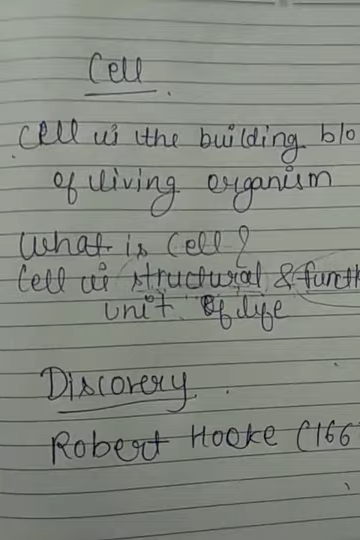 Cell
Cell is the building blo
of living organism
What is Cell?
Cell is structural & funct
unit of life
Discovery
Robert Hooke (166